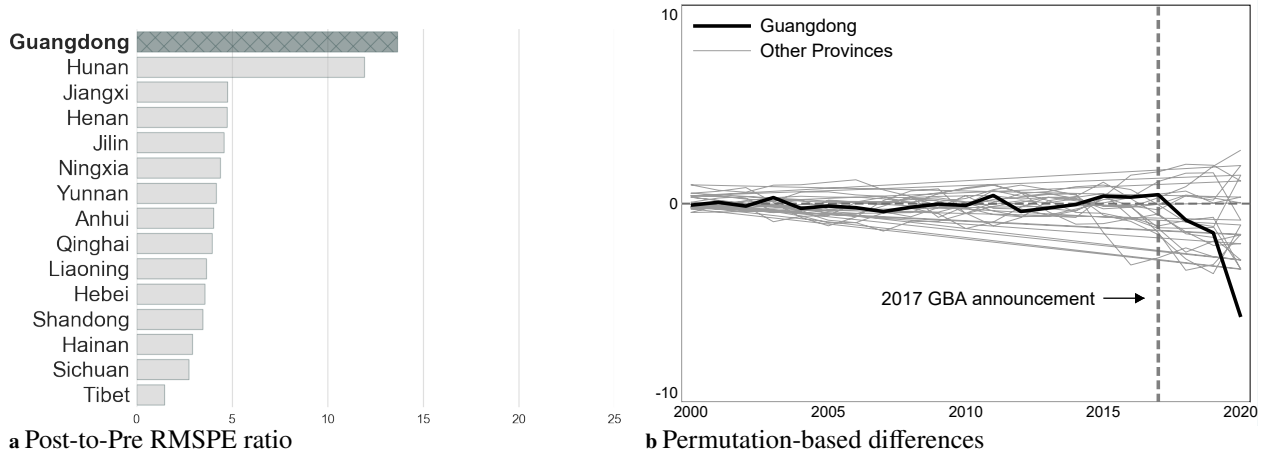 Guangdong
Hunan
Jiangxi
Henan
Jilin
Ningxia
Yunnan
Anhui
Qinghai
Liaoning
Hebei
Shandong
Hainan
Sichuan
Tibet
0 5 10 15 20 25
a Post-to-Pre RMSPE ratio
10
0
-10
Guangdong
Other Provinces
2017 GBA announcement
2000 2005 2010 2015 2020
b Permutation-based differences